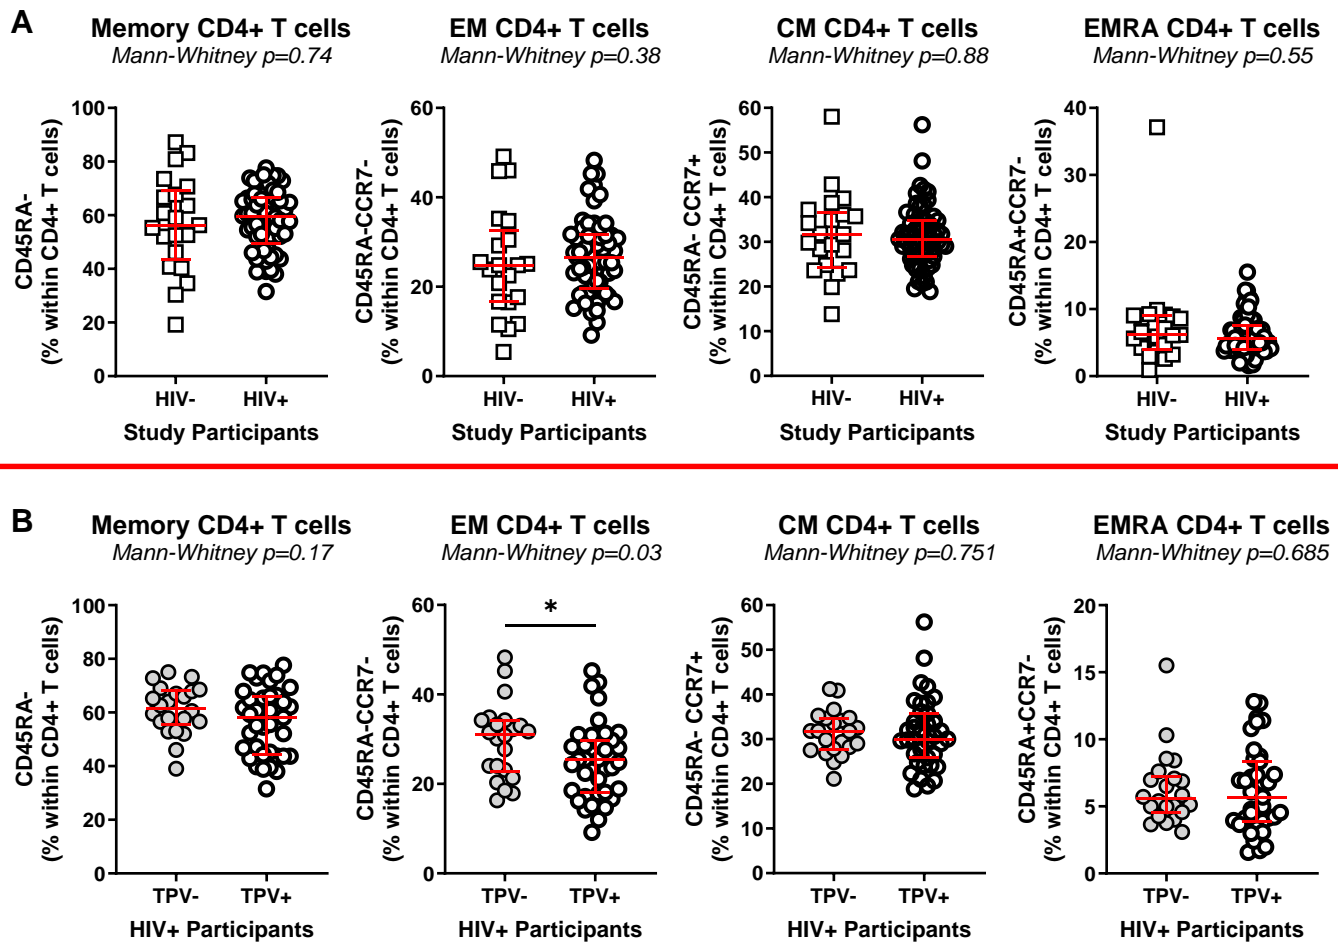 A
Memory CD4+ T cells
Mann-Whitney p=0.74
CD45RA-
(% within CD4+ T cells)
100
80
60
40
20
0
HIV-
HIV+
Study Participants
EM CD4+ T cells
Mann-Whitney p=0.38
CD45RA-CCR7-
(% within CD4+ T cells)
60
40
20
0
HIV-
HIV+
Study Participants
CM CD4+ T cells
Mann-Whitney p=0.88
CD45RA- CCR7+
(% within CD4+ T cells)
60
50
40
30
20
10
0
HIV-
HIV+
Study Participants
EMRA CD4+ T cells
Mann-Whitney p=0.55
CD45RA+CCR7-
(% within CD4+ T cells)
40
30
20
10
0
HIV-
HIV+
Study Participants
B
Memory CD4+ T cells
Mann-Whitney p=0.17
CD45RA-
(% within CD4+ T cells)
100
80
60
40
20
0
TPV-
TPV+
HIV+ Participants
EM CD4+ T cells
Mann-Whitney p=0.03
CD45RA-CCR7-
(% within CD4+ T cells)
60
40
20
0
*
TPV-
TPV+
HIV+ Participants
CM CD4+ T cells
Mann-Whitney p=0.751
CD45RA- CCR7+
(% within CD4+ T cells)
60
50
40
30
20
10
0
TPV-
TPV+
HIV+ Participants
EMRA CD4+ T cells
Mann-Whitney p=0.685
CD45RA+CCR7-
(% within CD4+ T cells)
20
15
10
5
0
TPV-
TPV+
HIV+ Participants